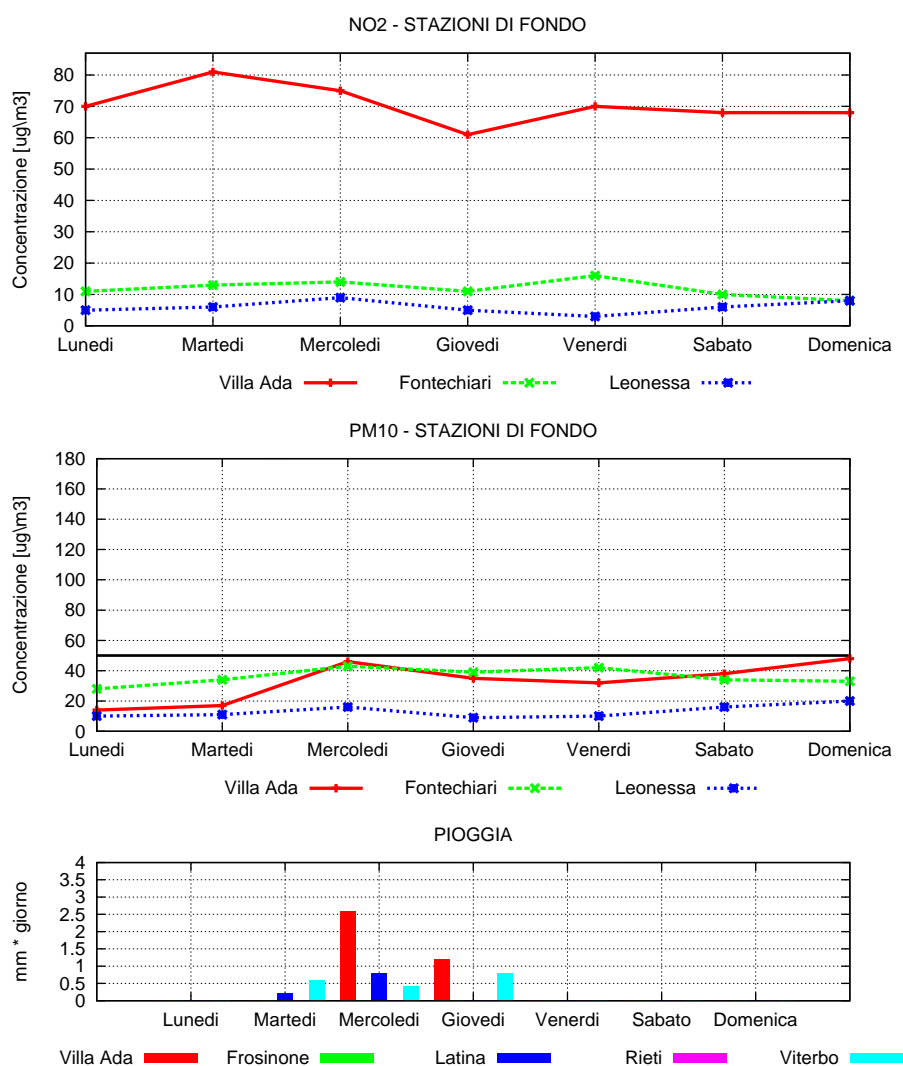 NO2 - STAZIONI DI FONDO
Concentrazione [ug\m3]
80
70
60
50
40
30
20
10
0
Lunedi Martedi Mercoledi Giovedi Venerdi Sabato Domenica
Villa Ada Fontechiari Leonessa
PM10 - STAZIONI DI FONDO
Concentrazione [ug\m3]
180
160
140
120
100
80
60
40
20
0
Lunedi Martedi Mercoledi Giovedi Venerdi Sabato Domenica
Villa Ada Fontechiari Leonessa
PIOGGIA
mm * giorno
4
3.5
3
2.5
2
1.5
1
0.5
0
Lunedi Martedi Mercoledi Giovedi Venerdi Sabato Domenica
Villa Ada Frosinone Latina Rieti Viterbo